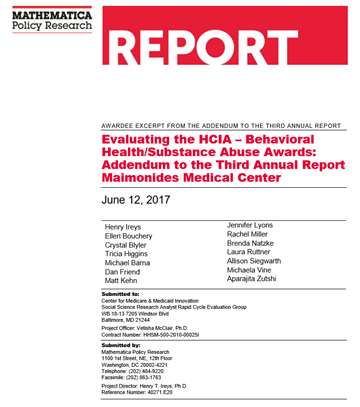 MATHEMATICA
Policy Research
REPORT
AWARDEE EXCERPT FROM THE ADDENDUM TO THE THIRD ANNUAL REPORT
Evaluating the HCIA – Behavioral
Health/Substance Abuse Awards:
Addendum to the Third Annual Report
Maimonides Medical Center
June 12, 2017
Henry Ireys
Ellen Bouchery
Crystal Blyler
Tricia Higgins
Michael Barna
Dan Friend
Matt Kehn
Jennifer Lyons
Rachel Miller
Brenda Natzke
Laura Ruttner
Allison Siegwarth
Michaela Vine
Aparajita Zutshi
Submitted to:
Center for Medicare & Medicaid Innovation
Social Science Research Analyst Rapid Cycle Evaluation Group
WB 18-13 7205 Windsor Blvd
Baltimore, MD 21244
Project Officer: Vetisha McClair, Ph.D.
Contract Number: HHSM-500-2010-00025I
Submitted by:
Mathematica Policy Research
1100 1st Street, NE, 12th Floor
Washington, DC 20002-4221
Telephone: (202) 484-9220
Facsimile: (202) 863-1763
Project Director: Henry T. Ireys, Ph.D.
Reference Number: 40271.E20